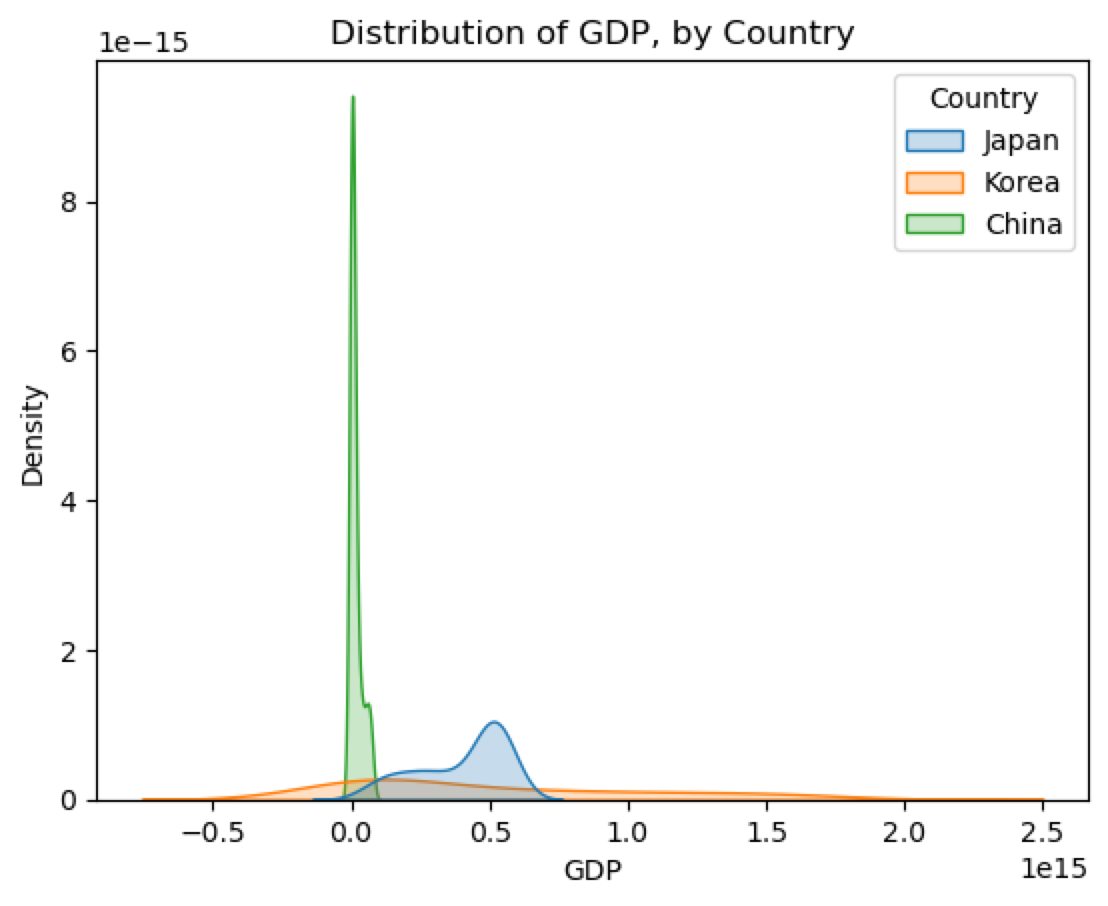 Distribution of GDP, by Country
1e−15
Country
Japan
Korea
China
8
6
4
2
0
Density
−0.5
0.0
0.5
1.0
1.5
2.0
2.5
1e15
GDP